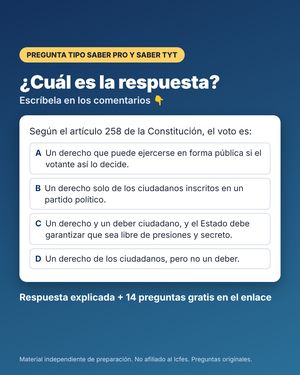 PREGUNTA TIPO SABER PRO Y SABER TYT
¿Cuál es la respuesta?
Escríbela en los comentarios 👇
Según el artículo 258 de la Constitución, el voto es:
A Un derecho que puede ejercerse en forma pública si el
votante así lo decide.
B Un derecho solo de los ciudadanos inscritos en un
partido político.
C Un derecho y un deber ciudadano, y el Estado debe
garantizar que sea libre de presiones y secreto.
D Un derecho de los ciudadanos, pero no un deber.
Respuesta explicada + 14 preguntas gratis en el enlace
Material independiente de preparación. No afiliado al Icfes. Preguntas originales.